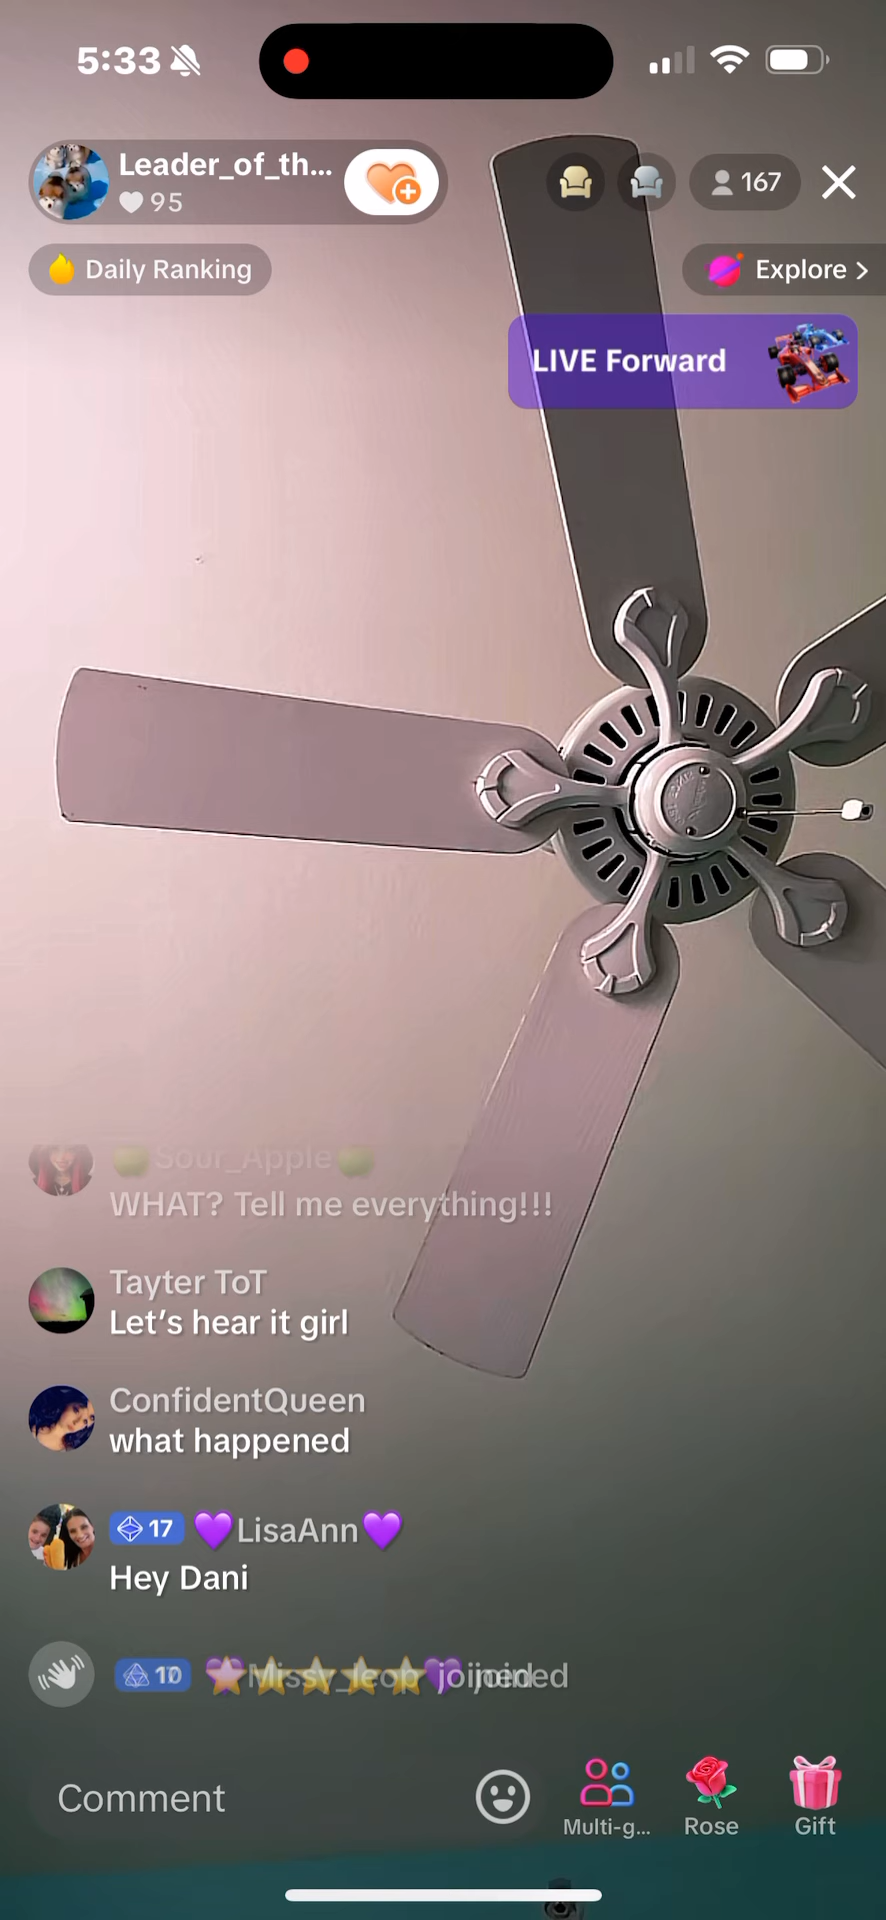 5:33
Leader_of_th...
95
167
Daily Ranking
Explore >
LIVE Forward
Sour_Apple
WHAT? Tell me everything!!!
Tayter ToT
Let's hear it girl
ConfidentQueen
what happened
17 💜LisaAnn💜
Hey Dani
joined
Comment
Multi-g...
Rose
Gift